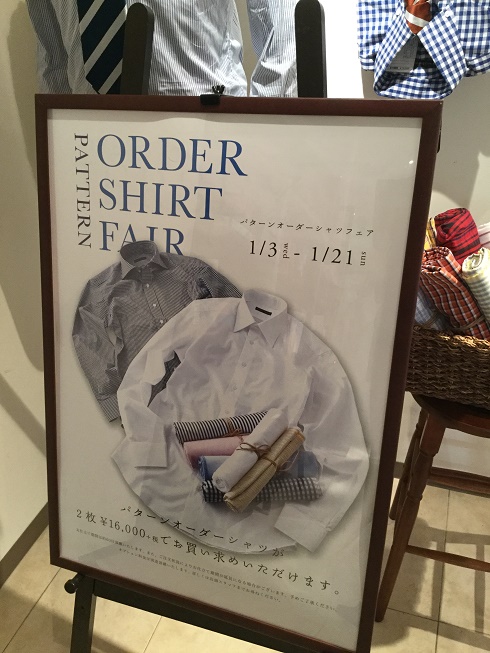 PATTERN
ORDER
SHIRT
FAIR
パターンオーダーシャツフェア
1/3 wed - 1/21 sun
パターンオーダーシャツが
2枚¥16,000+税でお買い求めいただけます。